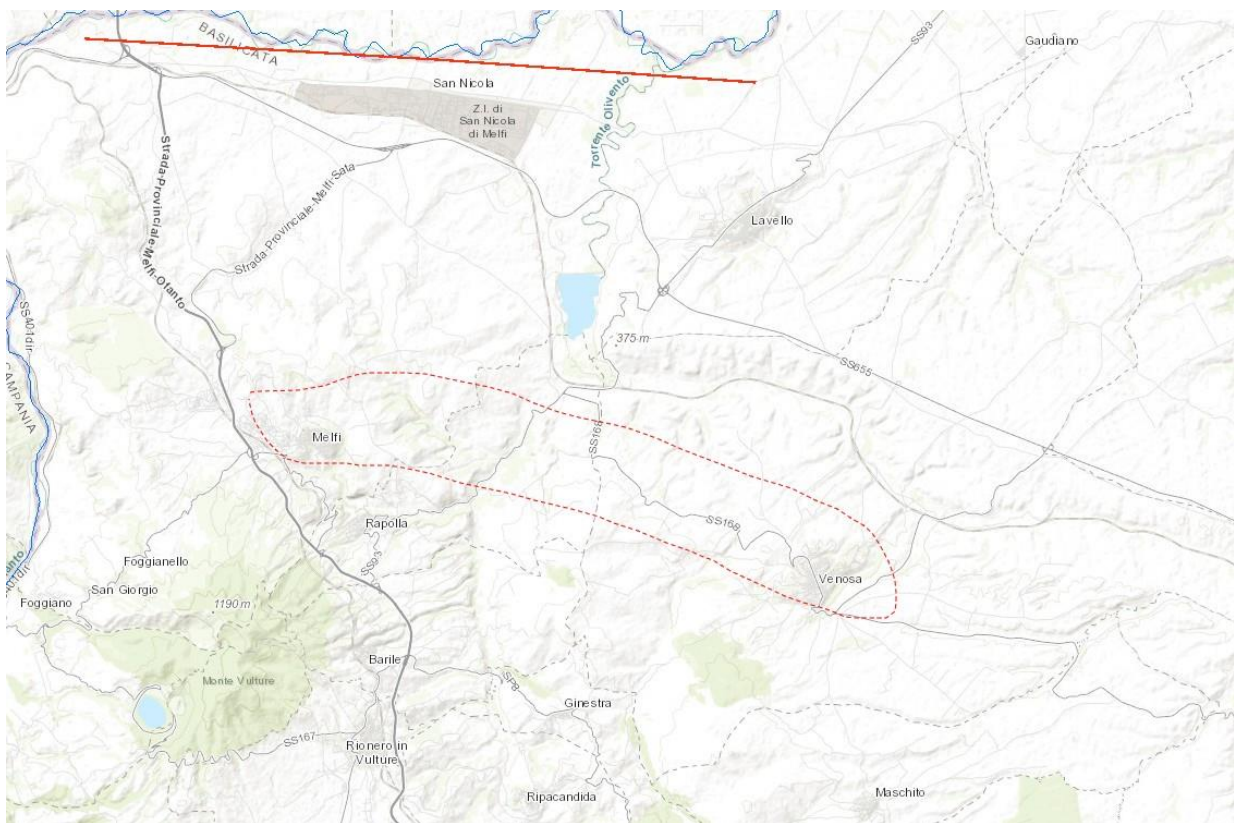 BASILICATA
SS93
Gaudiano
San Nicola
Z.I. di
San Nicola
di Melfi
Torrente Olivento
Strada-Provinciale-Melfi-Ofanto
Strada-Provinciale-Melfi-Sata
Lavello
SS401dir
CAMPANIA
375 m
SS655
Melfi
SS168
Rapolla
SS168
SS93
Venosa
Foggianello
San Giorgio
Foggiano
1190 m
Barile
Monte Vulture
SP8
Ginestra
SS167
Rionero in
Vulture
Ripacandida
Maschito